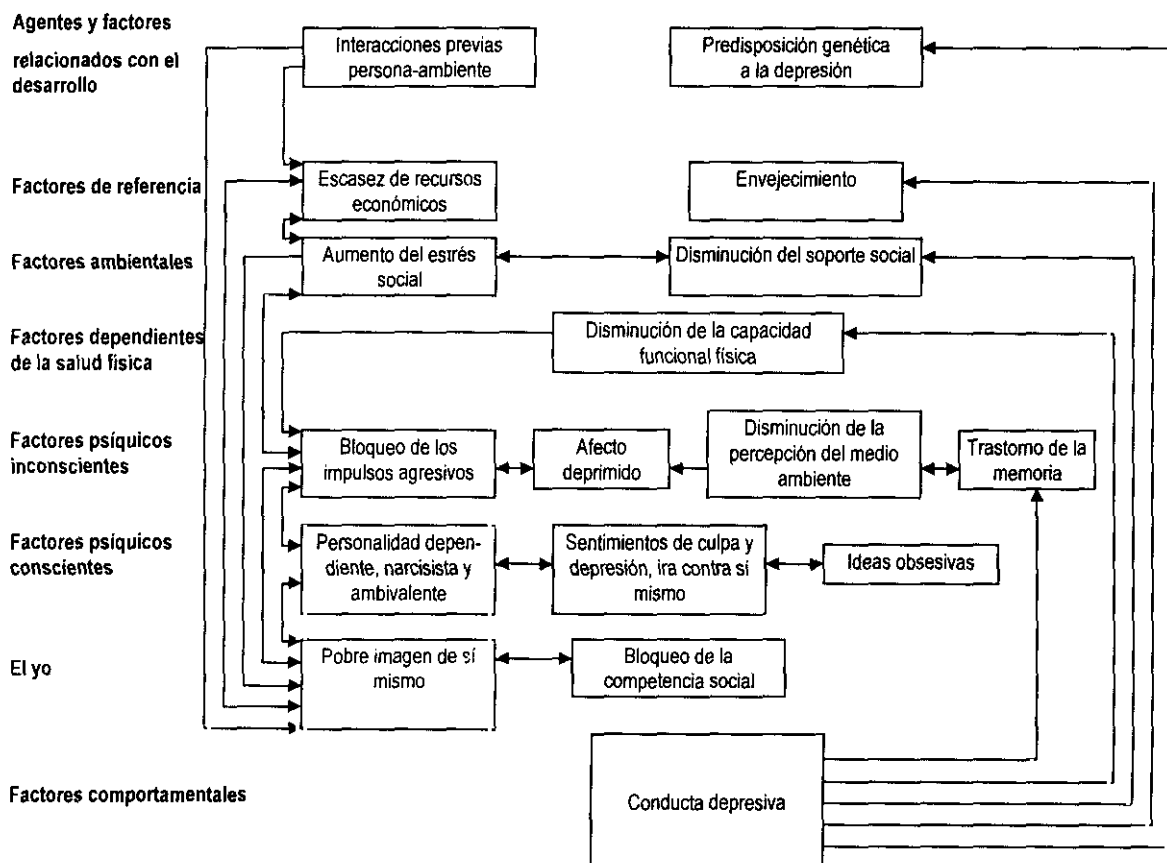 Agentes y factores
relacionados con el
desarrollo
Interacciones previas
persona-ambiente
Predisposición genética
a la depresión
Factores de referencia
Escasez de recursos
económicos
Envejecimiento
Factores ambientales
Aumento del estrés
social
Disminución del soporte social
Factores dependientes
de la salud física
Disminución de la capacidad
funcional física
Factores psíquicos
inconscientes
Bloqueo de los
impulsos agresivos
Afecto
deprimido
Disminución de la
percepción del medio
ambiente
Trastorno de la
memoria
Factores psíquicos
conscientes
Personalidad depen-
diente, narcisista y
ambivalente
Sentimientos de culpa y
depresión, ira contra sí
mismo
Ideas obsesivas
El yo
Pobre imagen de sí
mismo
Bloqueo de la
competencia social
Factores comportamentales
Conducta depresiva